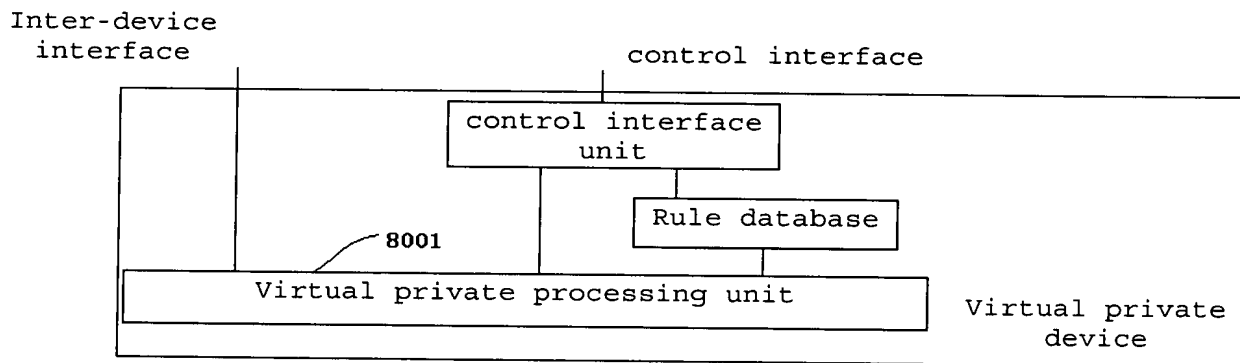 Inter-device
interface
control interface
control interface
unit
Rule database
8001
Virtual private processing unit
Virtual private
device